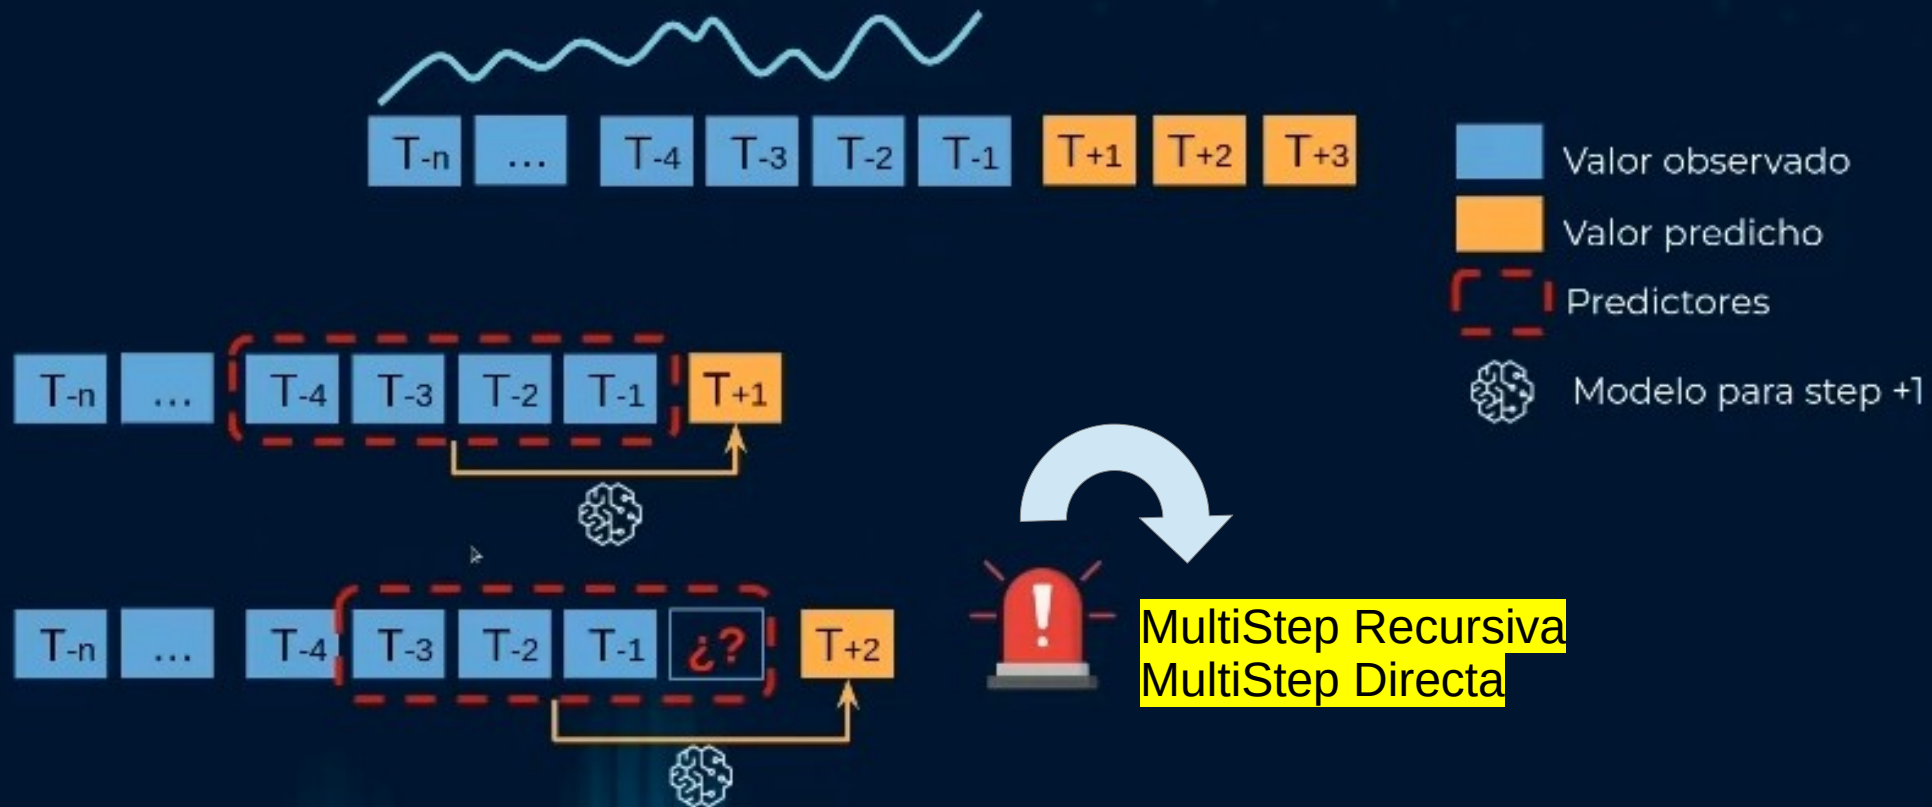 T-n ... T-4 T-3 T-2 T-1 T+1 T+2 T+3
Valor observado
Valor predicho
Predictores
Modelo para step +1
T-n ... T-4 T-3 T-2 T-1 T+1
T-n ... T-4 T-3 T-2 T-1 ¿? T+2
!
MultiStep Recursiva
MultiStep Directa